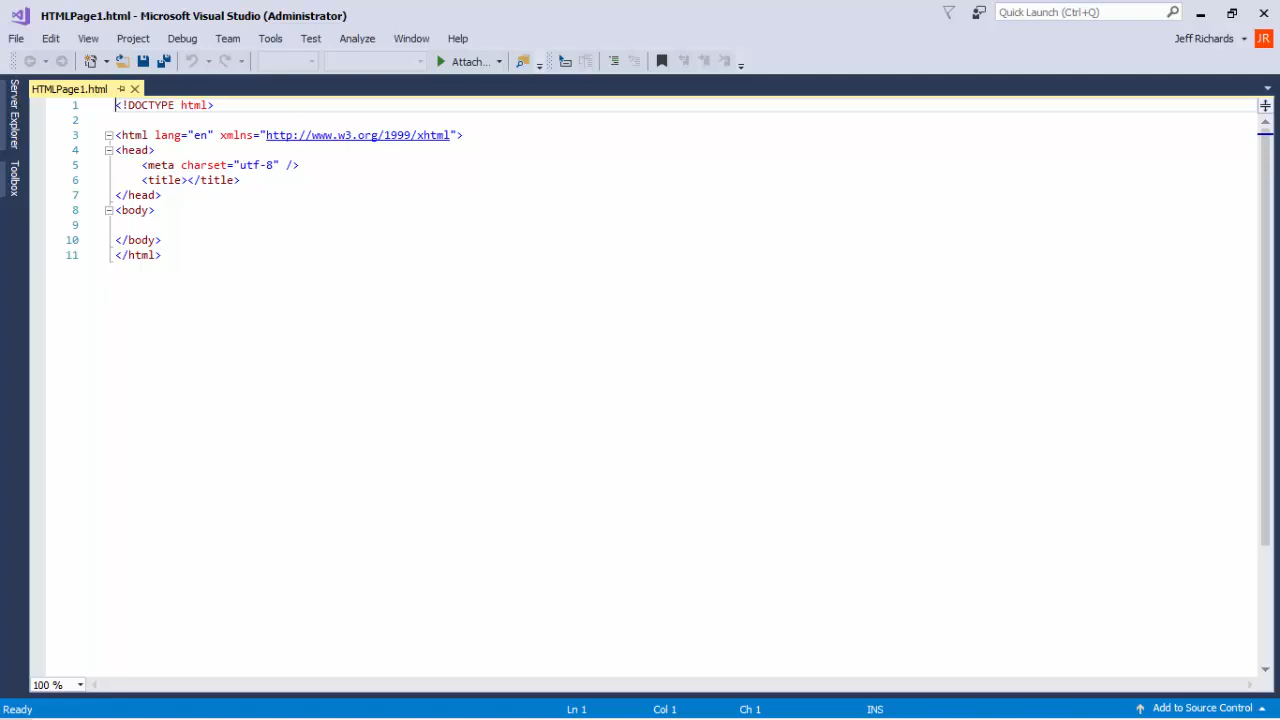 HTMLPage1.html - Microsoft Visual Studio (Administrator)
Quick Launch (Ctrl+Q)
File Edit View Project Debug Team Tools Test Analyze Window Help
Jeff Richards JR
Attach...
HTMLPage1.html
Server Explorer
Toolbox
1 <!DOCTYPE html>
2
3 <html lang="en" xmlns="http://www.w3.org/1999/xhtml">
4 <head>
5 <meta charset="utf-8" />
6 <title></title>
7 </head>
8 <body>
9
10 </body>
11 </html>
100 %
Ready Ln 1 Col 1 Ch 1 INS Add to Source Control